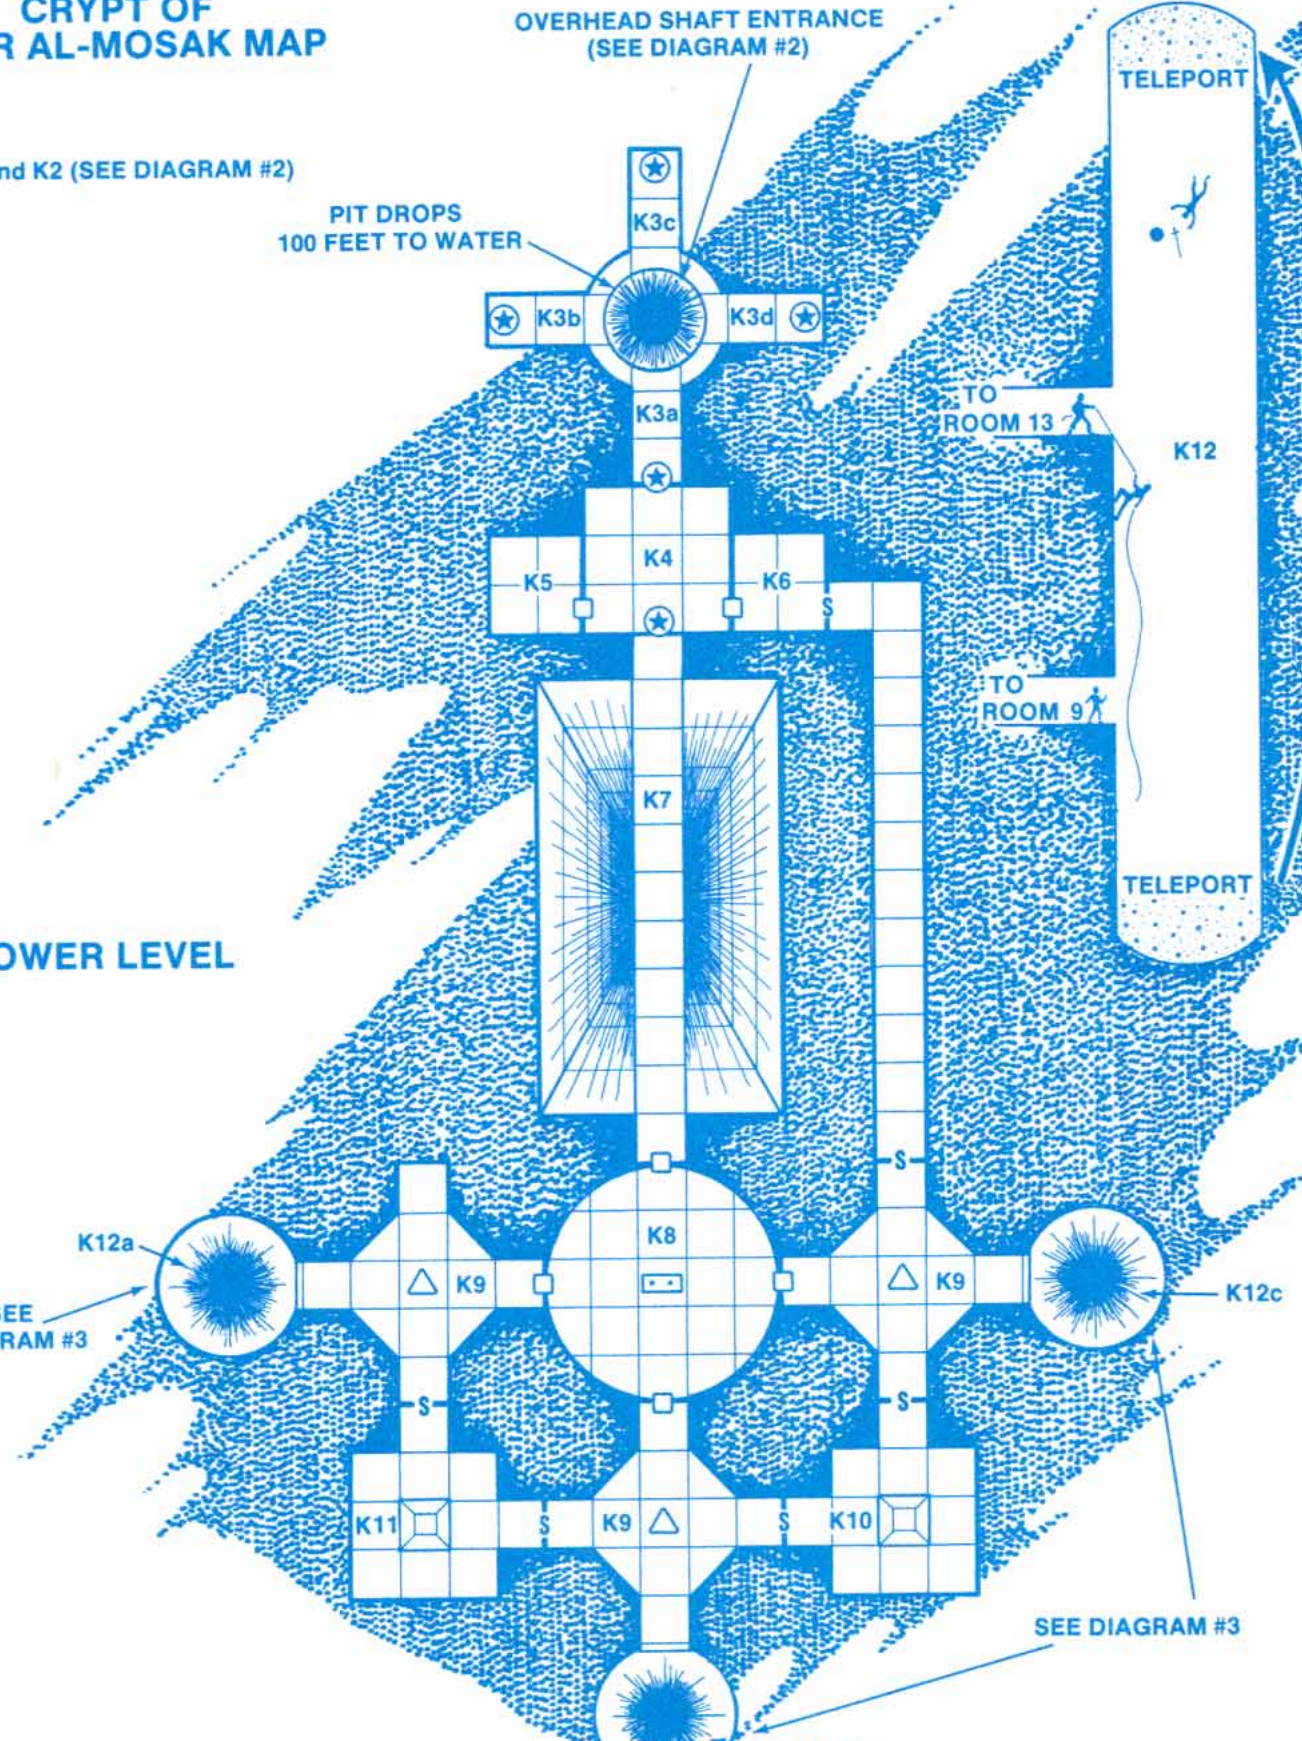 CRYPT OF
R AL-MOSAK MAP
OVERHEAD SHAFT ENTRANCE
(SEE DIAGRAM #2)
nd K2 (SEE DIAGRAM #2)
PIT DROPS
100 FEET TO WATER
K3c
K3b
K3d
K3a
K4
K5
K6
S
K7
OWER LEVEL
S
K8
K12a
K9
K9
K12c
SEE
RAM #3
S
S
K11
S
K9
S
K10
SEE DIAGRAM #3
TELEPORT
TO
ROOM 13
K12
TO
ROOM 9
TELEPORT